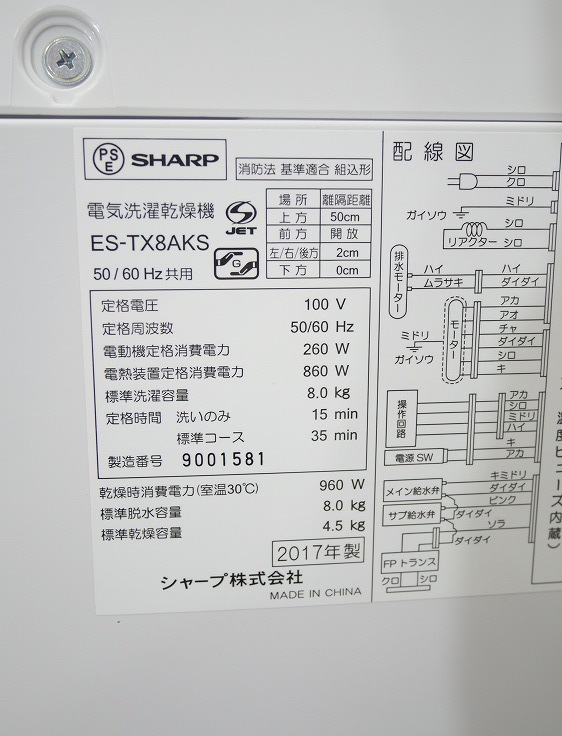 PS
E
SHARP
消防法 基準適合 組込形
電気洗濯乾燥機
S
JET
ES-TX8AKS
50/60 Hz共用
G
場所 離隔距離
上方 50cm
前方 開放
左/右/後方 2cm
下方 0cm
定格電圧 100 V
定格周波数 50/60 Hz
電動機定格消費電力 260 W
電熱装置定格消費電力 860 W
標準洗濯容量 8.0 kg
定格時間 洗いのみ 15 min
標準コース 35 min
製造番号 9001581
乾燥時消費電力(室温30℃) 960 W
標準脱水容量 8.0 kg
標準乾燥容量 4.5 kg
2017年製
シャープ株式会社
MADE IN CHINA
配線図
シロ
クロ
ミドリ
ガイソウ
シロ
リアクター シロ
排水モーター
ハイ ハイ
ムラサキ ダイダイ
アカ
アオ
チャ
ダイダイ
シロ
キ
ミドリ
ガイソウ
モーター
操作回路
アカ
シロ
ミドリ
ハイ
キ
電源SW アカ
キミドリ
メイン給水弁 ダイダイ
ピンク
サブ給水弁 ダイダイ
ソラ
ダイダイ
FPトランス
クロ シロ
温度ヒューズ内蔵)